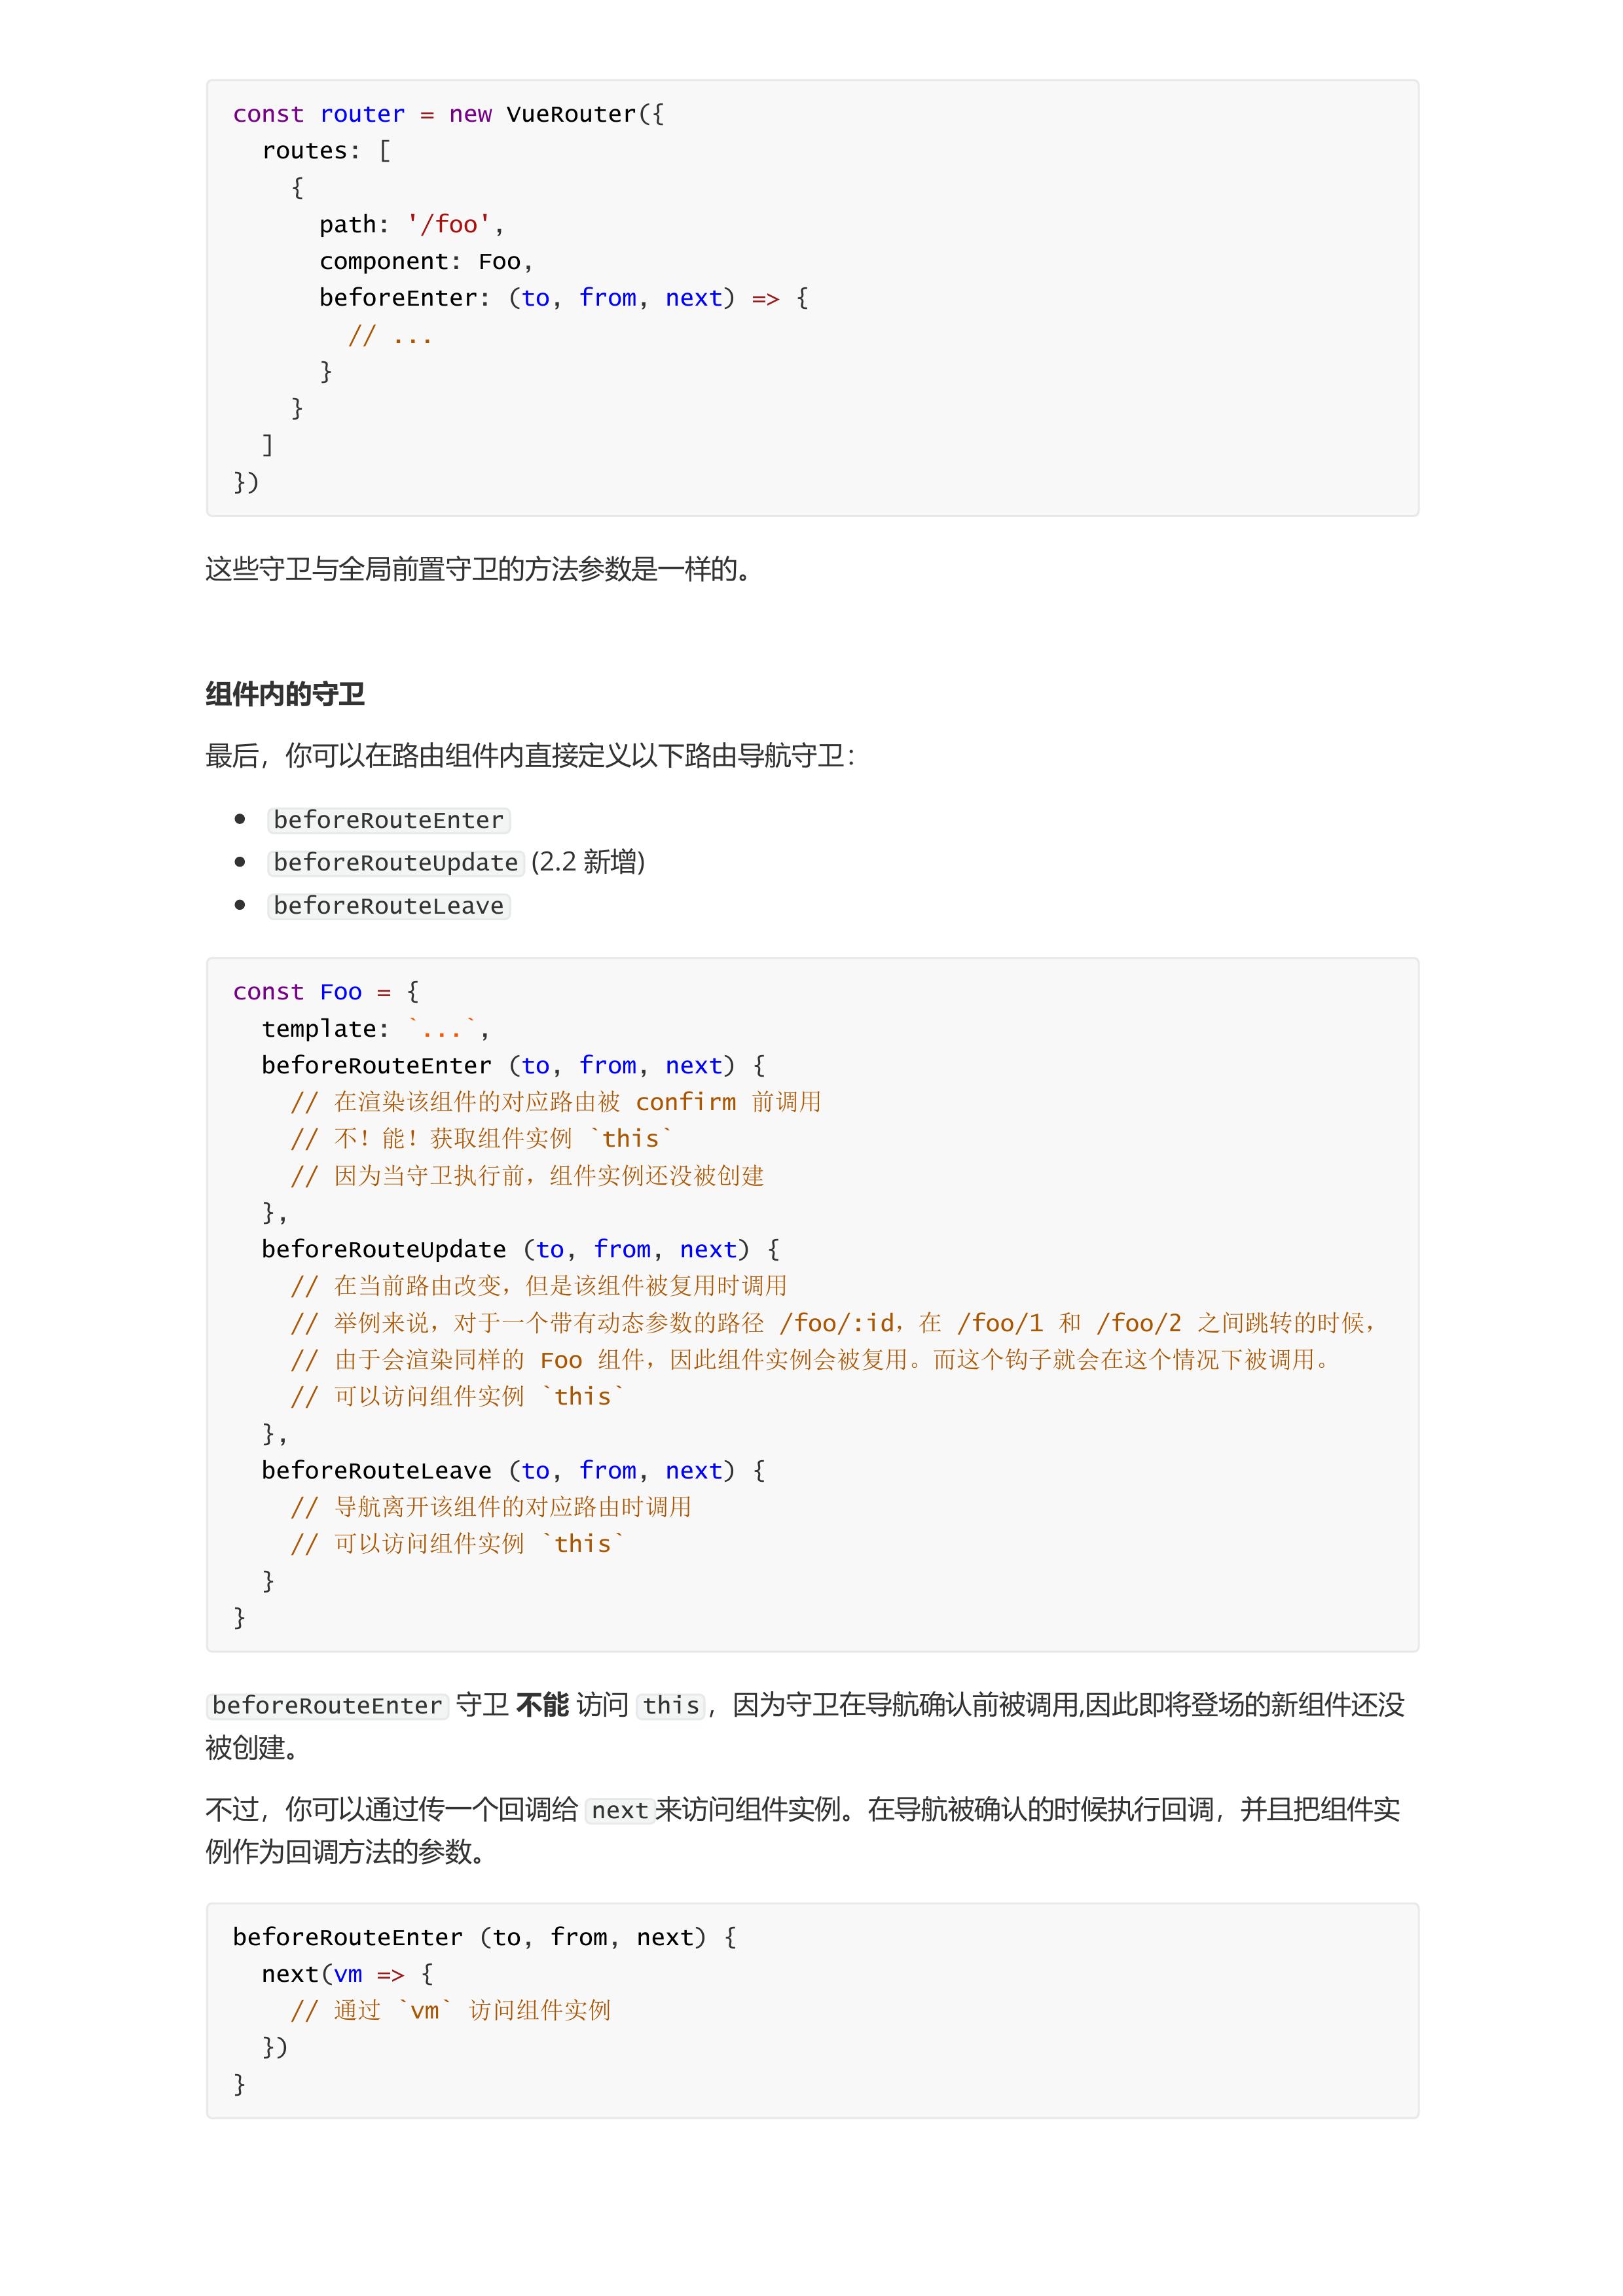 const router = new VueRouter({
  routes: [
    {
      path: '/foo',
      component: Foo,
      beforeEnter: (to, from, next) => {
        // ...
      }
    }
  ]
})
这些守卫与全局前置守卫的方法参数是一样的。
组件内的守卫
最后，你可以在路由组件内直接定义以下路由导航守卫：
• beforeRouteEnter
• beforeRouteUpdate (2.2 新增)
• beforeRouteLeave
const Foo = {
  template: `...`,
  beforeRouteEnter (to, from, next) {
    // 在渲染该组件的对应路由被 confirm 前调用
    // 不！能！获取组件实例 `this`
    // 因为当守卫执行前，组件实例还没被创建
  },
  beforeRouteUpdate (to, from, next) {
    // 在当前路由改变，但是该组件被复用时调用
    // 举例来说，对于一个带有动态参数的路径 /foo/:id，在 /foo/1 和 /foo/2 之间跳转的时候，
    // 由于会渲染同样的 Foo 组件，因此组件实例会被复用。而这个钩子就会在这个情况下被调用。
    // 可以访问组件实例 `this`
  },
  beforeRouteLeave (to, from, next) {
    // 导航离开该组件的对应路由时调用
    // 可以访问组件实例 `this`
  }
}
beforeRouteEnter 守卫 不能 访问 this，因为守卫在导航确认前被调用,因此即将登场的新组件还没
被创建。
不过，你可以通过传一个回调给 next来访问组件实例。在导航被确认的时候执行回调，并且把组件实
例作为回调方法的参数。
beforeRouteEnter (to, from, next) {
  next(vm => {
    // 通过 `vm` 访问组件实例
  })
}